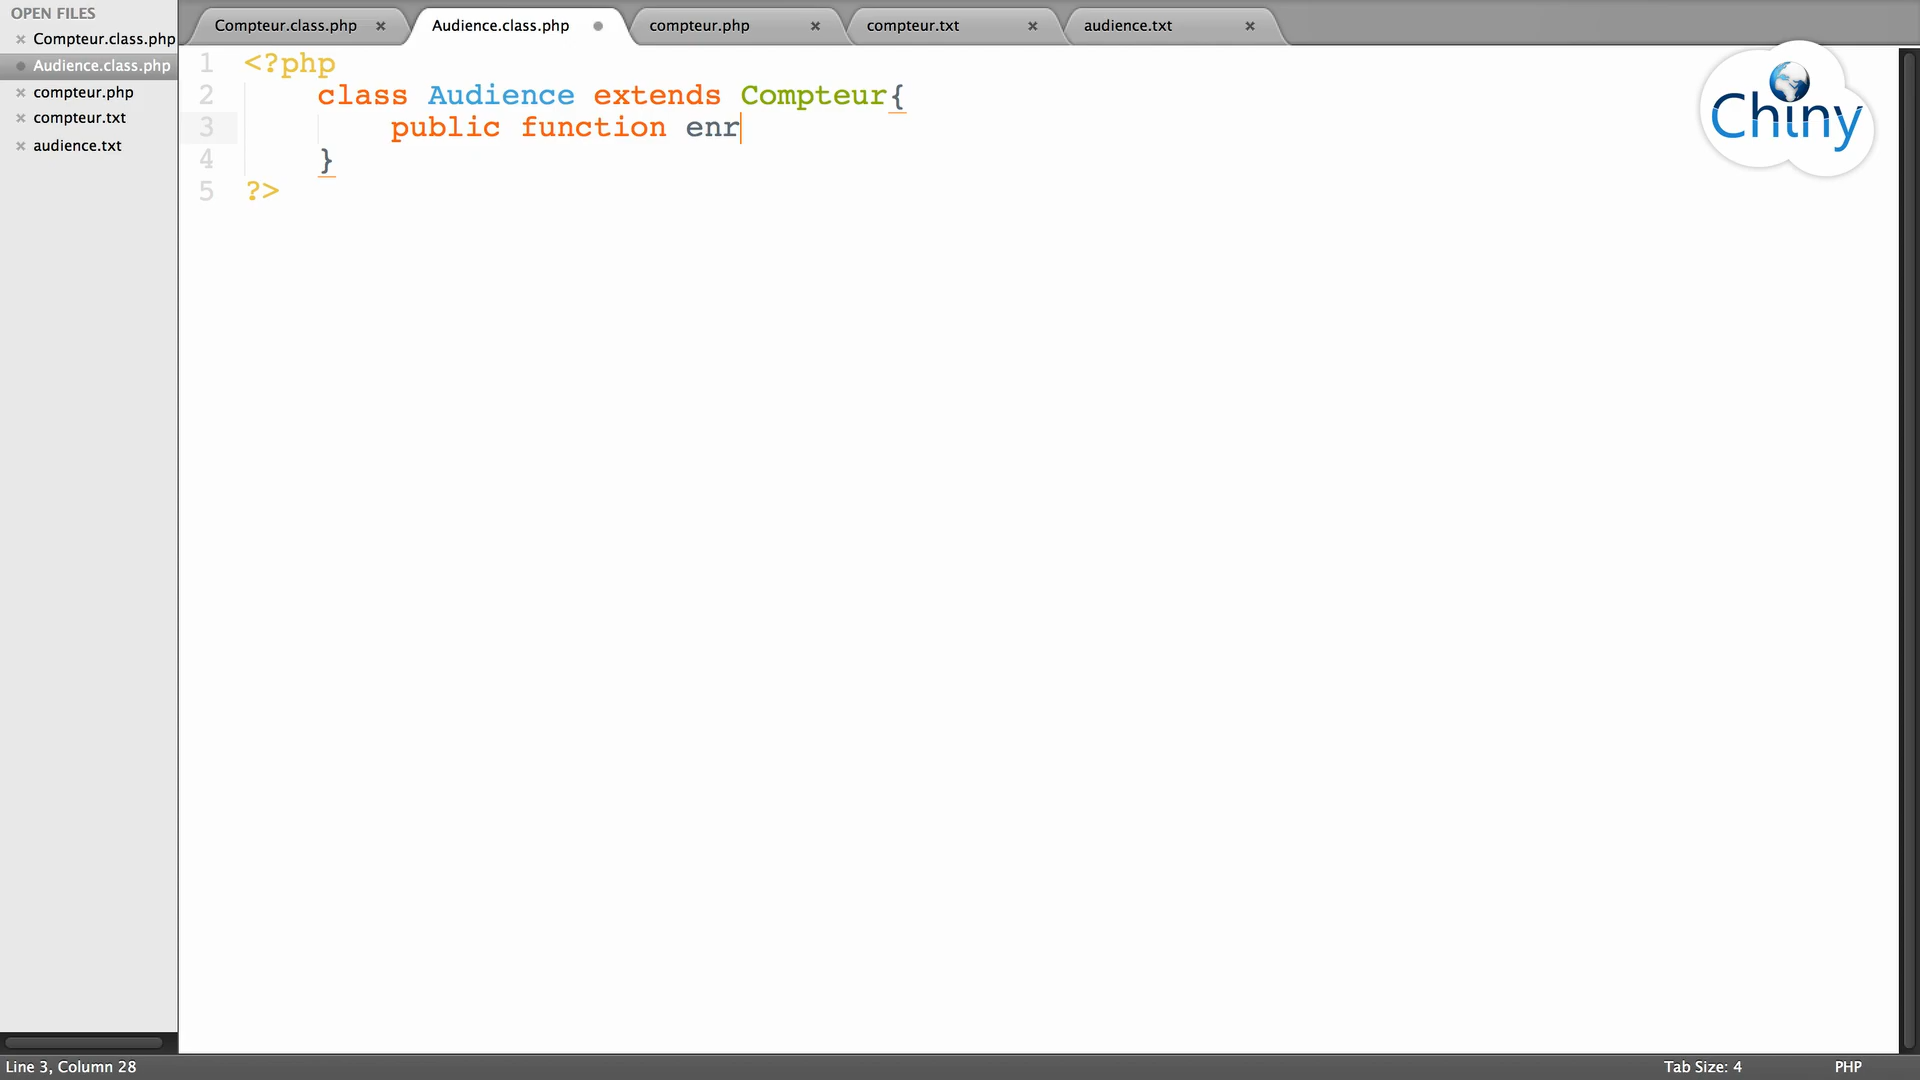 OPEN FILES
Compteur.class.php
Audience.class.php
compteur.php
compteur.txt
audience.txt
Compteur.class.php
Audience.class.php
compteur.php
compteur.txt
audience.txt
1 <?php
2 class Audience extends Compteur{
3 public function enr
4 }
5 ?>
Chiny
Line 3, Column 28
Tab Size: 4
PHP